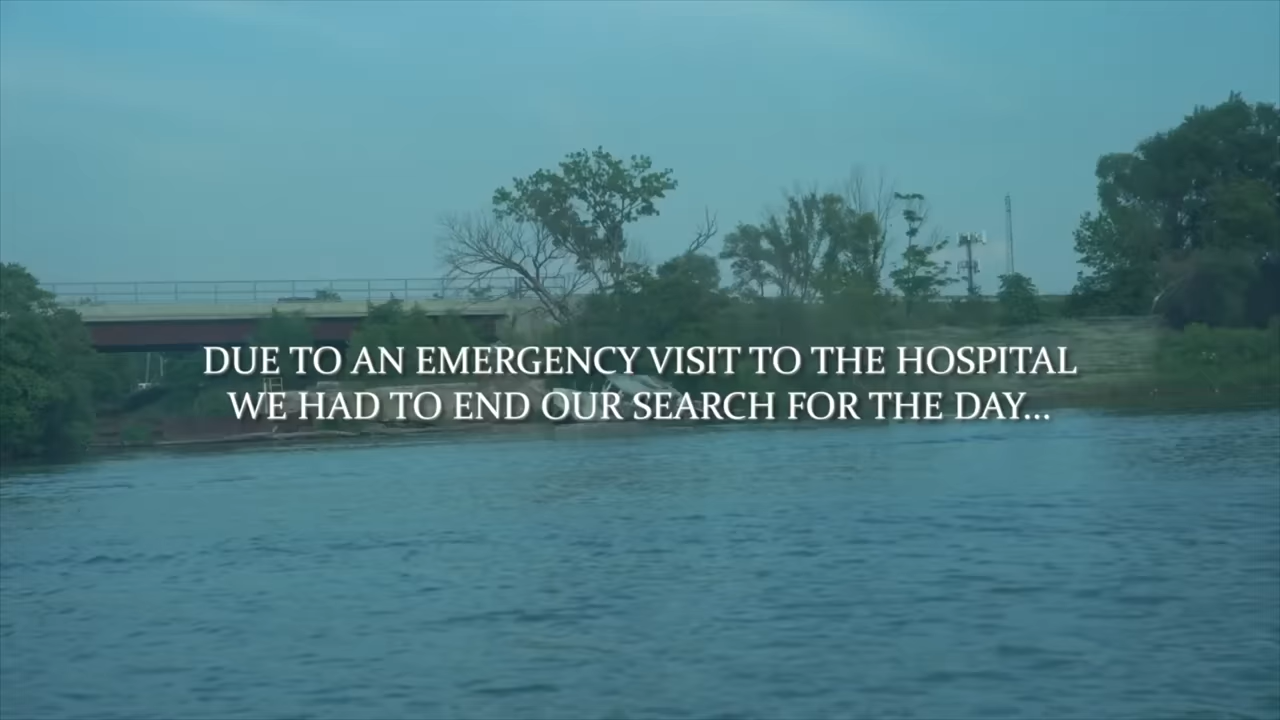 DUE TO AN EMERGENCY VISIT TO THE HOSPITAL
WE HAD TO END OUR SEARCH FOR THE DAY...